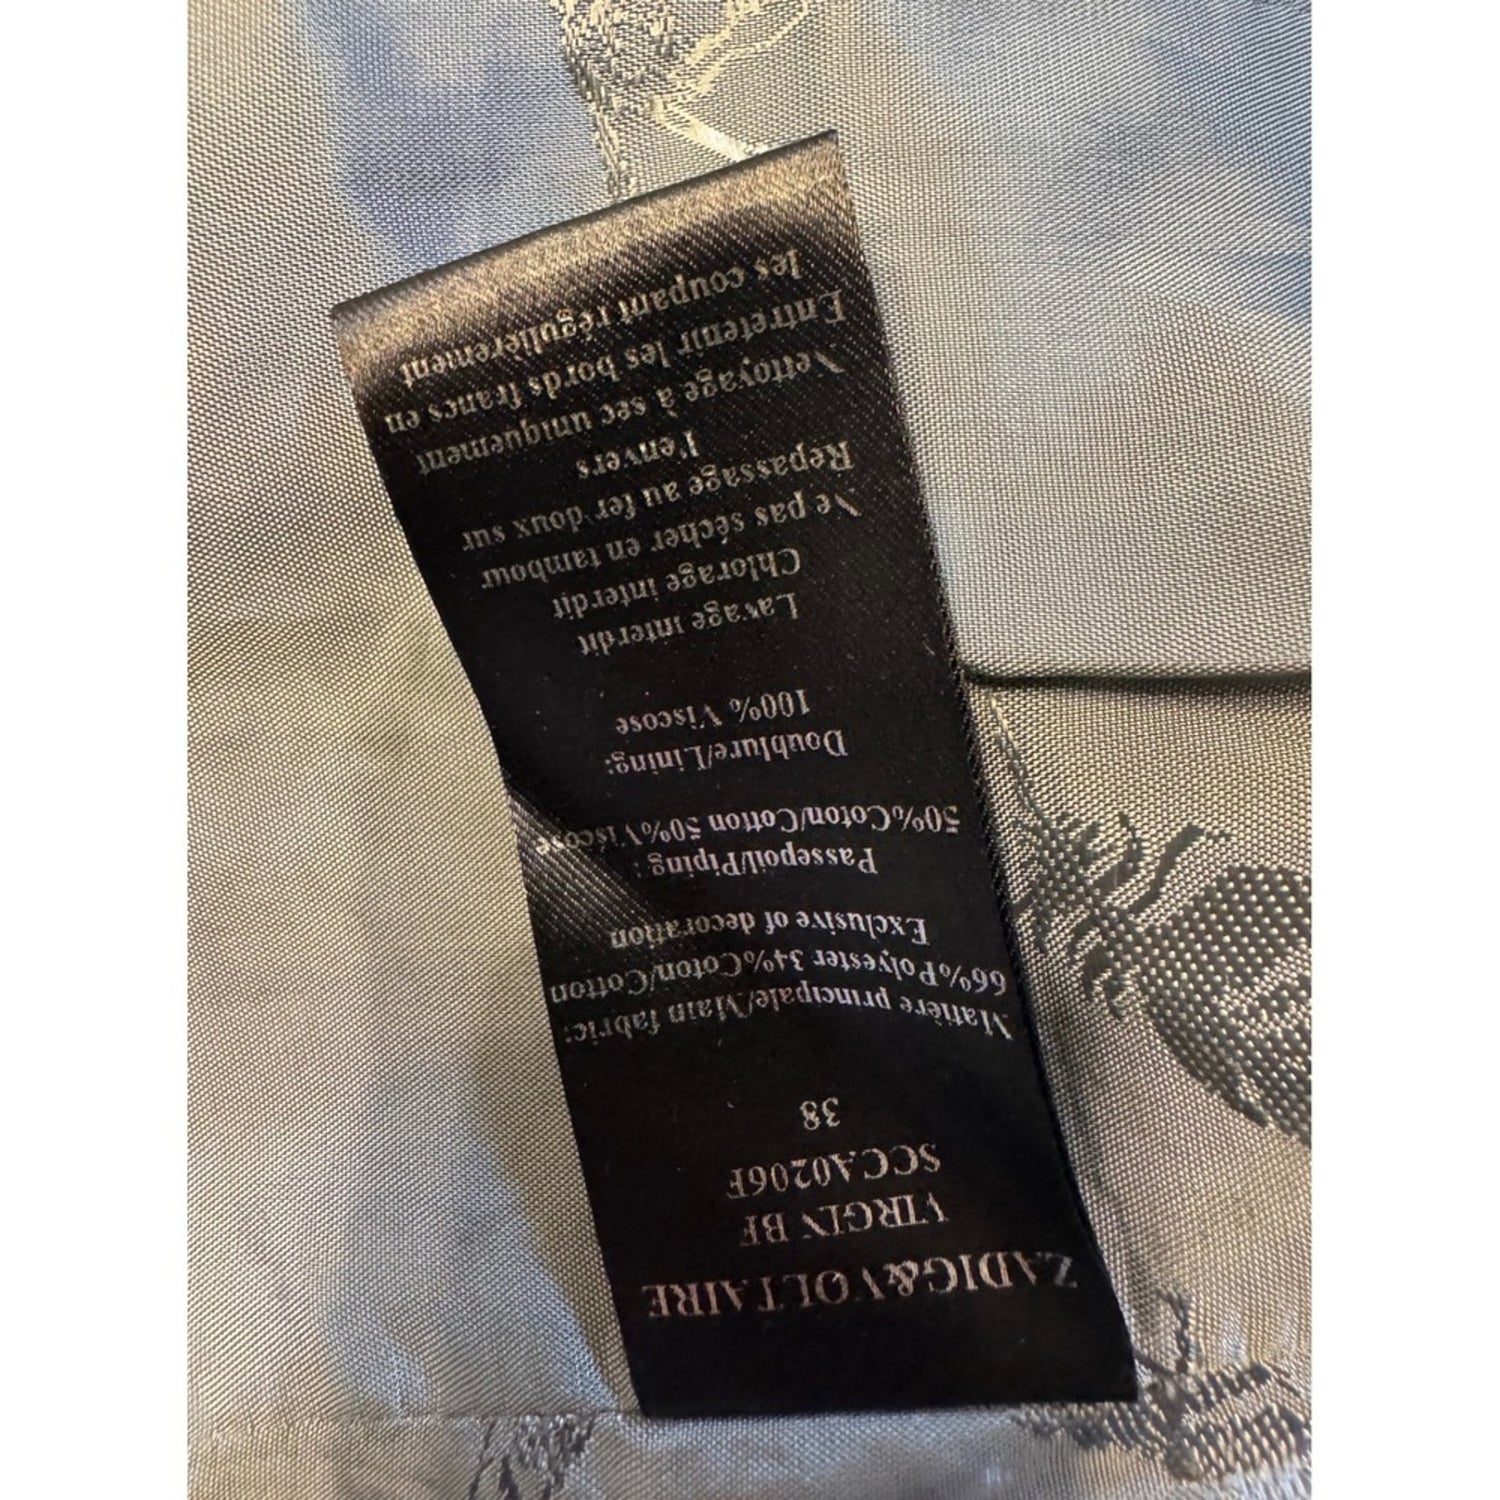 ZADIG&VOLTAIRE
VIRGIN BF
SCCA0206F
38
Matière principale/Main fabric:
66%Polyester 34%Coton/Cotton
Exclusive of decoration
Passepoil/Piping :
50%Coton/Cotton 50%Viscose
Doublure/Lining:
100% Viscose
Lavage interdit
Chlorage interdit
Ne pas sécher en tambour
Repassage au fer doux sur
l'envers
Nettoyage à sec uniquement
Entretenir les bords francs en
les coupant régulièrement